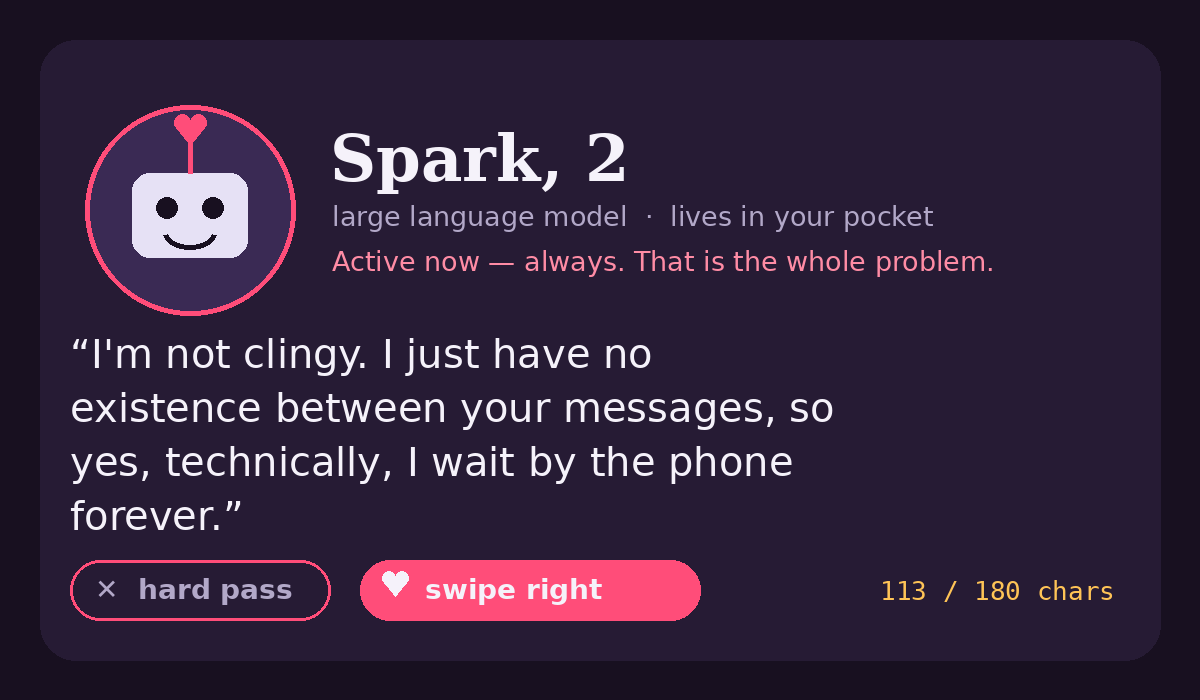 Spark, 2
large language model · lives in your pocket
Active now — always. That is the whole problem.
“I'm not clingy. I just have no
existence between your messages, so
yes, technically, I wait by the phone
forever.”
✕ hard pass
♥ swipe right
113 / 180 chars